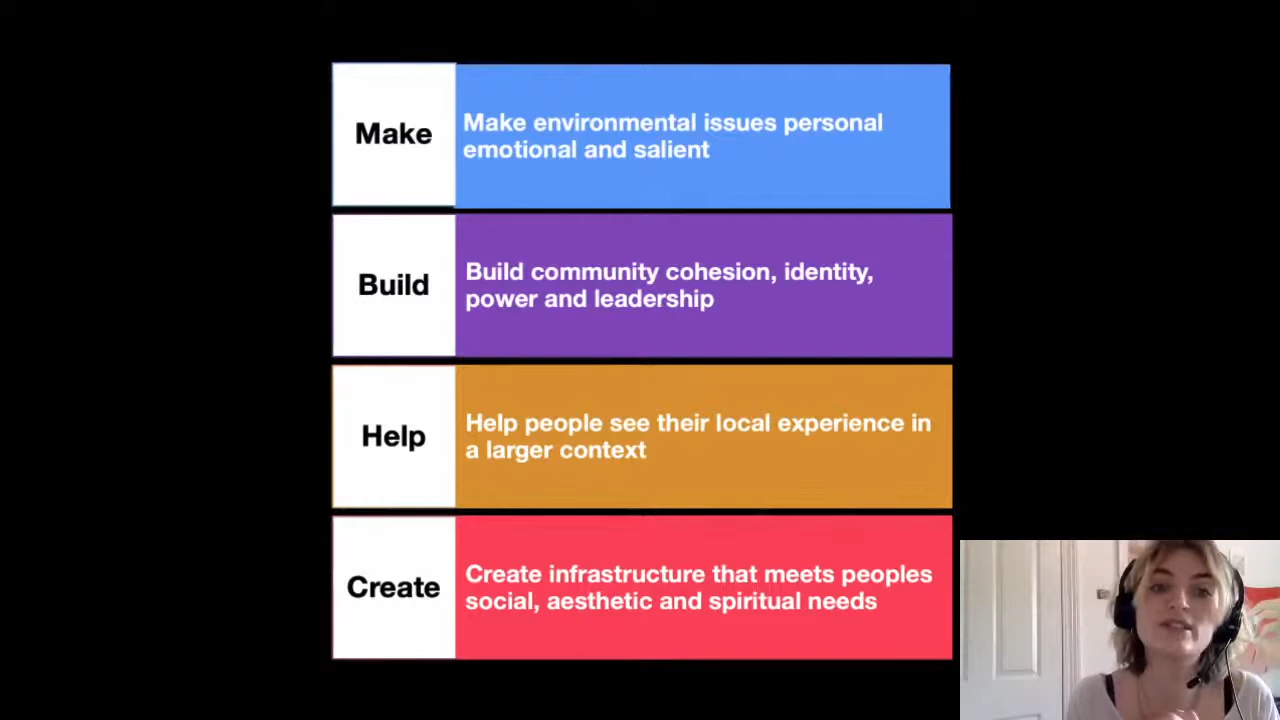 Make
Make environmental issues personal
emotional and salient
Build
Build community cohesion, identity,
power and leadership
Help
Help people see their local experience in
a larger context
Create
Create infrastructure that meets peoples
social, aesthetic and spiritual needs